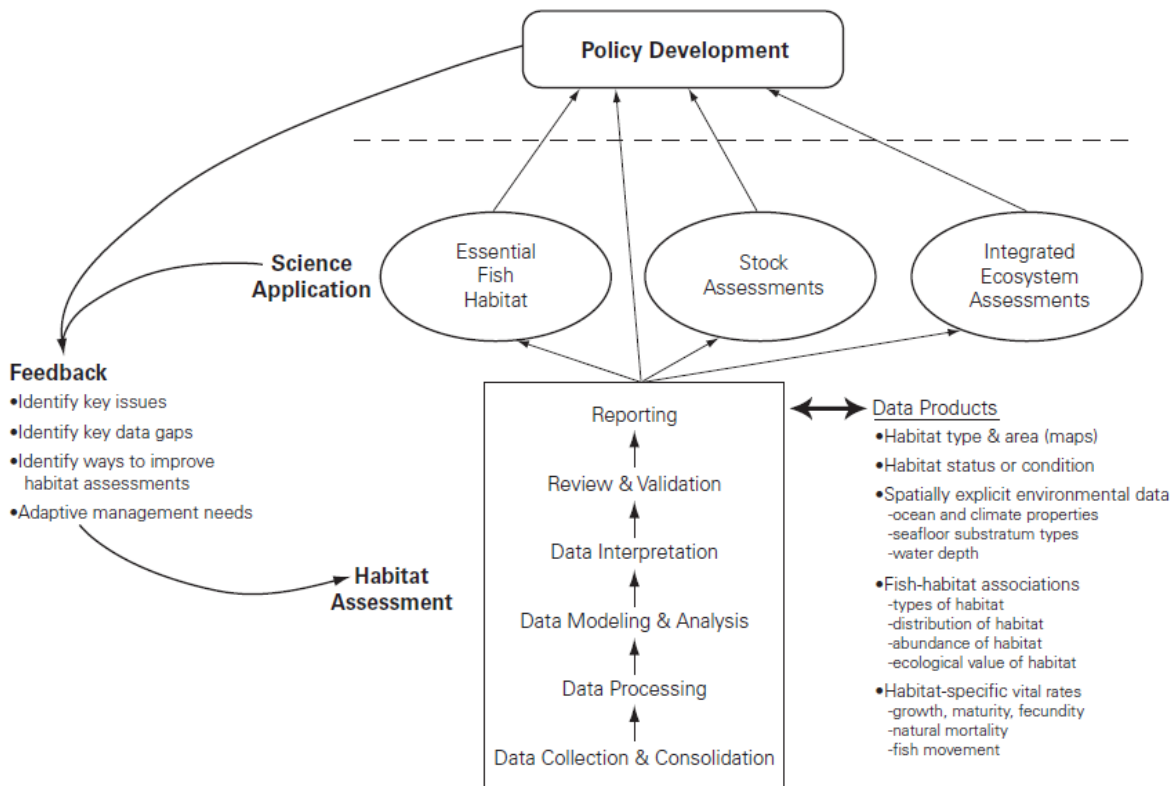 Policy Development
Science
Application
Essential
Fish
Habitat
Stock
Assessments
Integrated
Ecosystem
Assessments
Feedback
•Identify key issues
•Identify key data gaps
•Identify ways to improve
habitat assessments
•Adaptive management needs
Habitat
Assessment
Reporting
Review & Validation
Data Interpretation
Data Modeling & Analysis
Data Processing
Data Collection & Consolidation
Data Products
•Habitat type & area (maps)
•Habitat status or condition
•Spatially explicit environmental data
-ocean and climate properties
-seafloor substratum types
-water depth
•Fish-habitat associations
-types of habitat
-distribution of habitat
-abundance of habitat
-ecological value of habitat
•Habitat-specific vital rates
-growth, maturity, fecundity
-natural mortality
-fish movement